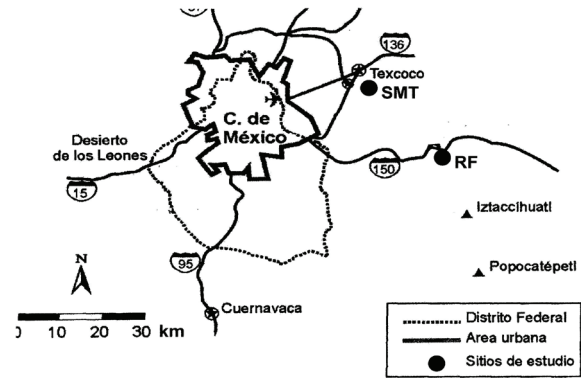 136
Texcoco
SMT
C. de
México
Desierto
de los Leones
15
150
RF
Iztaccihuatl
Popocatépetl
95
N
Cuernavaca
0 10 20 30 km
Distrito Federal
Area urbana
Sitios de estudio